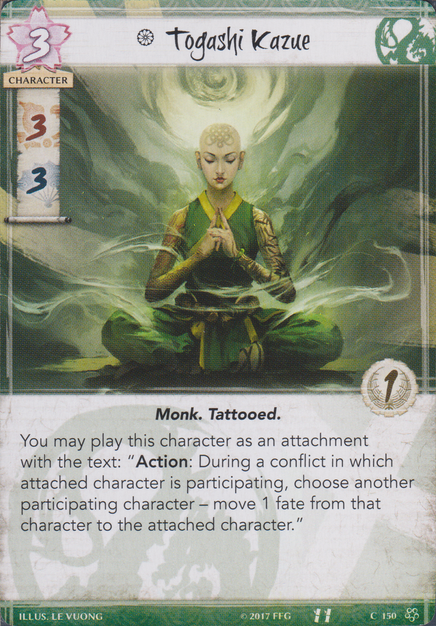 3
Togashi Kazue
CHARACTER
3
3
1
Monk. Tattooed.
You may play this character as an attachment
with the text: “Action: During a conflict in which
attached character is participating, choose another
participating character – move 1 fate from that
character to the attached character.”
ILLUS. LE VUONG © 2017 FFG C 150